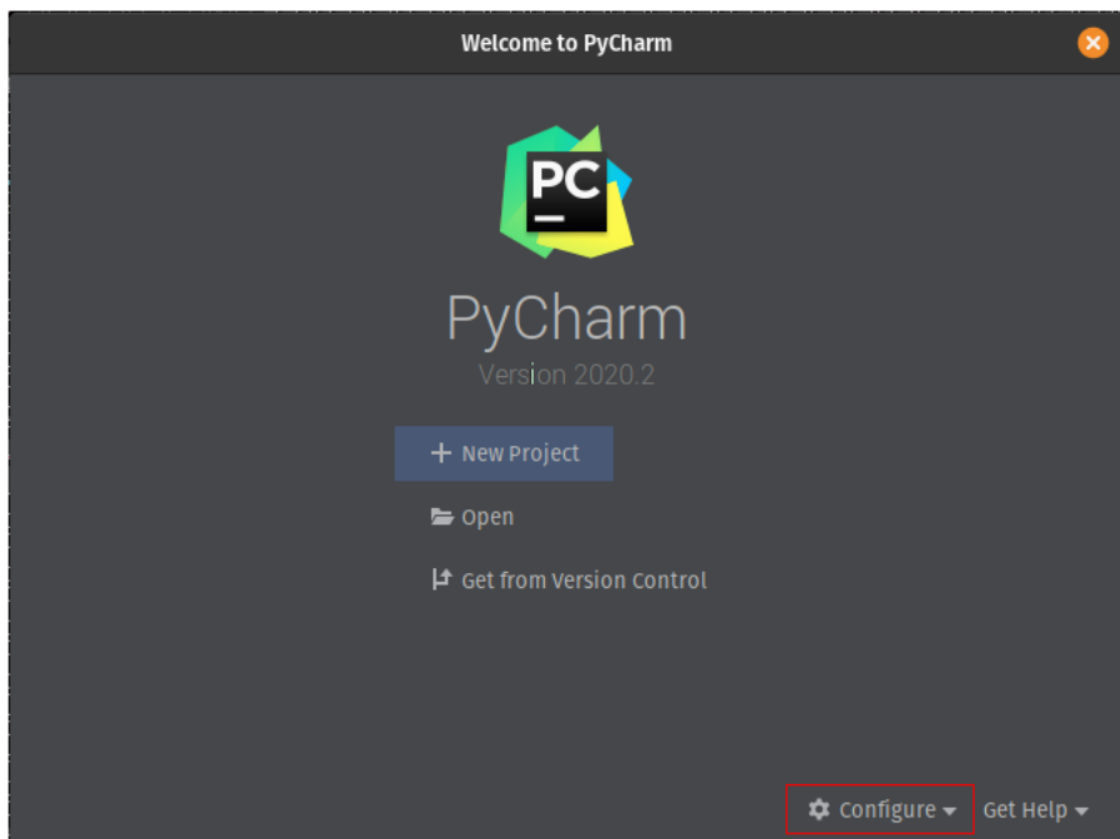 Welcome to PyCharm
PC
PyCharm
Version 2020.2
New Project
Open
Get from Version Control
Configure
Get Help